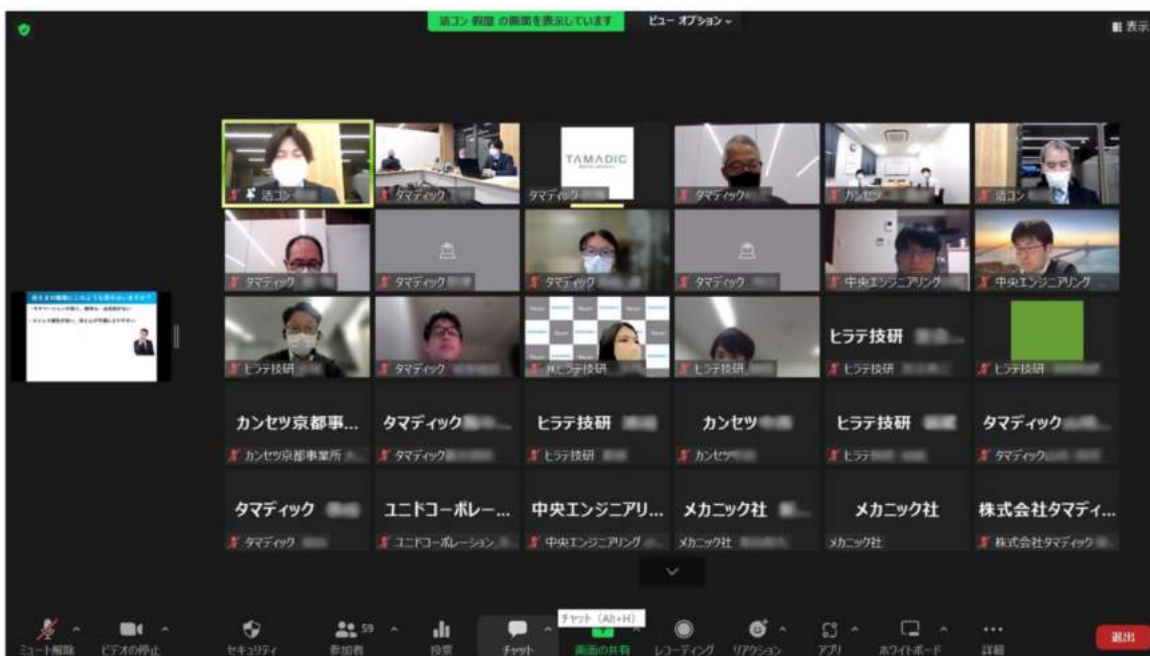 活コン 假屋 の画面を表示しています
ビュー オプション
表示
活コン
タマディック
TAMADIC
タマディック
タマディック
カンセツ
活コン
タマディック
タマディック
タマディック
タマディック
中央エンジニアリング
中央エンジニアリング
ヒラテ技研
タマディック
ヒラテ技研
ヒラテ技研
ヒラテ技研
ヒラテ技研
ヒラテ技研
カンセツ京都事...
カンセツ京都事業所
タマディック
タマディック
ヒラテ技研
ヒラテ技研
カンセツ
カンセツ
ヒラテ技研
ヒラテ
タマディック
タマディック
タマディック
タマディック
ユニドコーポレー...
ユニドコーポレーション
中央エンジニアリ...
中央エンジニアリング
メカニック社
メカニック社
メカニック社
メカニック社
株式会社タマディ...
株式会社タマディック
チャット (Alt+H)
ミュート解除
ビデオの停止
セキュリティ
59
参加者
投票
チャット
画面の共有
レコーディング
リアクション
アプリ
ホワイトボード
詳細
退出